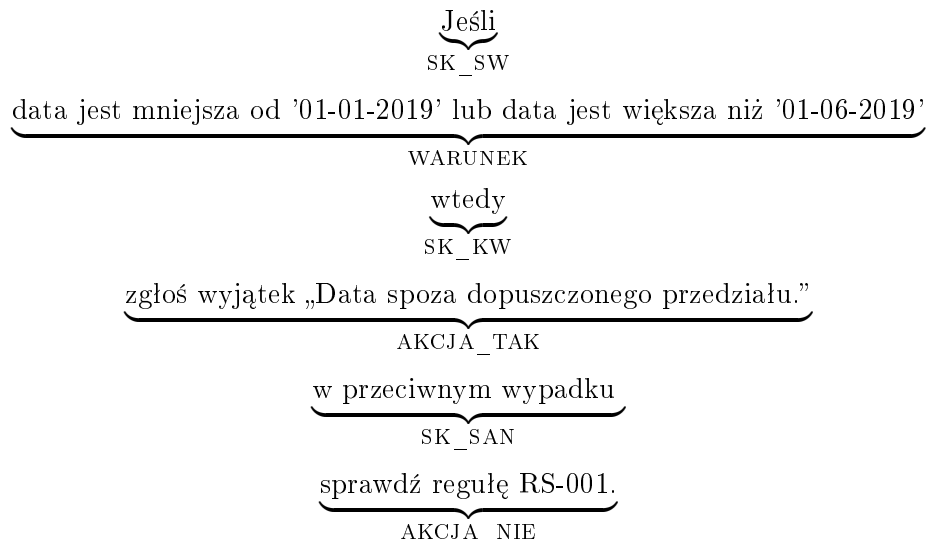 Jeśli
SK_SW
data jest mniejsza od ’01-01-2019’ lub data jest większa niż ’01-06-2019’
WARUNEK
wtedy
SK_KW
zgłoś wyjątek „Data spoza dopuszczonego przedziału.”
AKCJA_TAK
w przeciwnym wypadku
SK_SAN
sprawdź regułę RS-001.
AKCJA_NIE